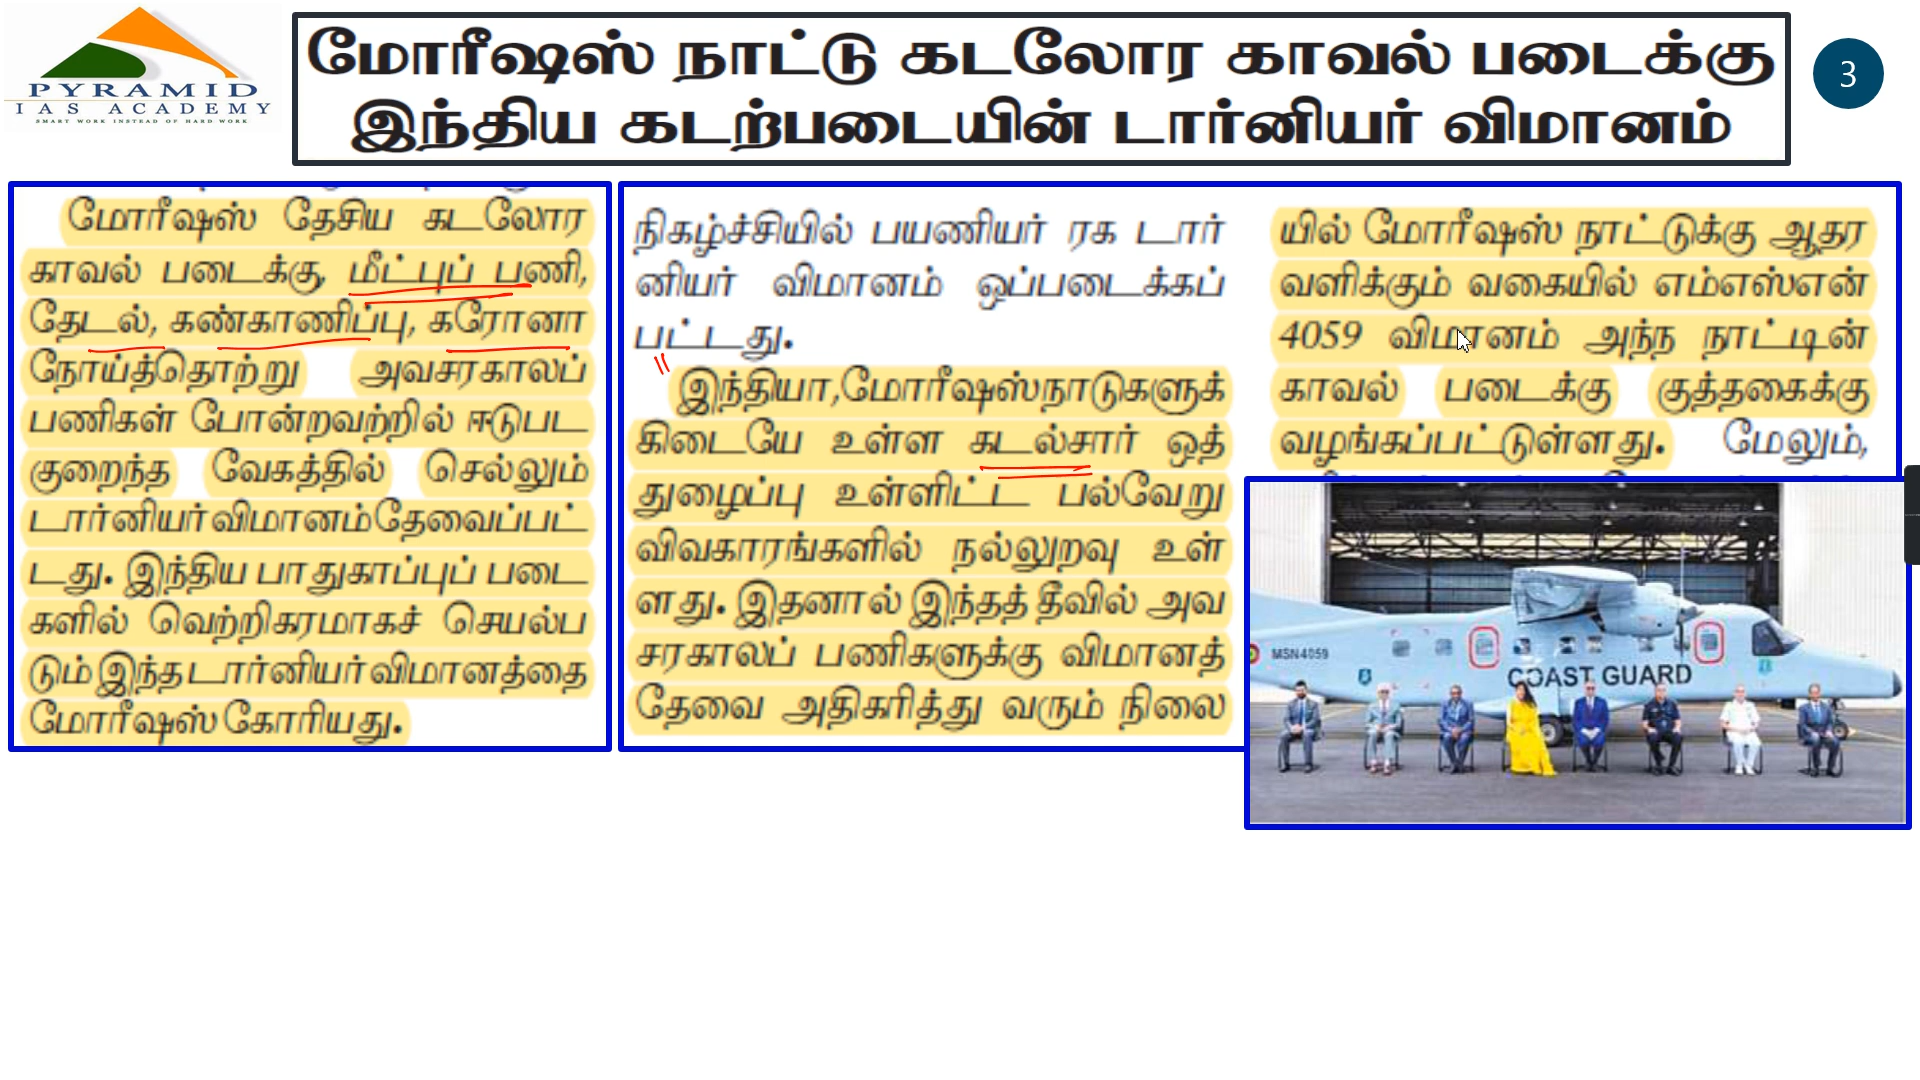 PYRAMID
IAS ACADEMY
SMART WORK INSTEAD OF HARD WORK
மோரீஷஸ் நாட்டு கடலோர காவல் படைக்கு
இந்திய கடற்படையின் டார்னியர் விமானம்
3
மோரீஷஸ் தேசிய கடலோர
காவல் படைக்கு, மீட்புப் பணி,
தேடல், கண்காணிப்பு, கரோனா
நோய்த்தொற்று அவசரகாலப்
பணிகள் போன்றவற்றில் ஈடுபட
குறைந்த வேகத்தில் செல்லும்
டார்னியர் விமானம் தேவைப்பட்
டது. இந்திய பாதுகாப்புப் படை
களில் வெற்றிகரமாகச் செயல்ப
டும் இந்த டார்னியர் விமானத்தை
மோரீஷஸ் கோரியது.
நிகழ்ச்சியில் பயணியர் ரக டார்
னியர் விமானம் ஒப்படைக்கப்
பட்டது.
இந்தியா, மோரீஷஸ் நாடுகளுக்
கிடையே உள்ள கடல்சார் ஒத்
துழைப்பு உள்ளிட்ட பல்வேறு
விவகாரங்களில் நல்லுறவு உள்
ளது. இதனால் இந்தத் தீவில் அவ
சரகாலப் பணிகளுக்கு விமானத்
தேவை அதிகரித்து வரும் நிலை
யில் மோரீஷஸ் நாட்டுக்கு ஆதர
வளிக்கும் வகையில் எம்எஸ்என்
4059 விமானம் அந்ந நாட்டின்
காவல் படைக்கு குத்தகைக்கு
வழங்கப்பட்டுள்ளது. மேலும்,
MSN4059
COAST GUARD